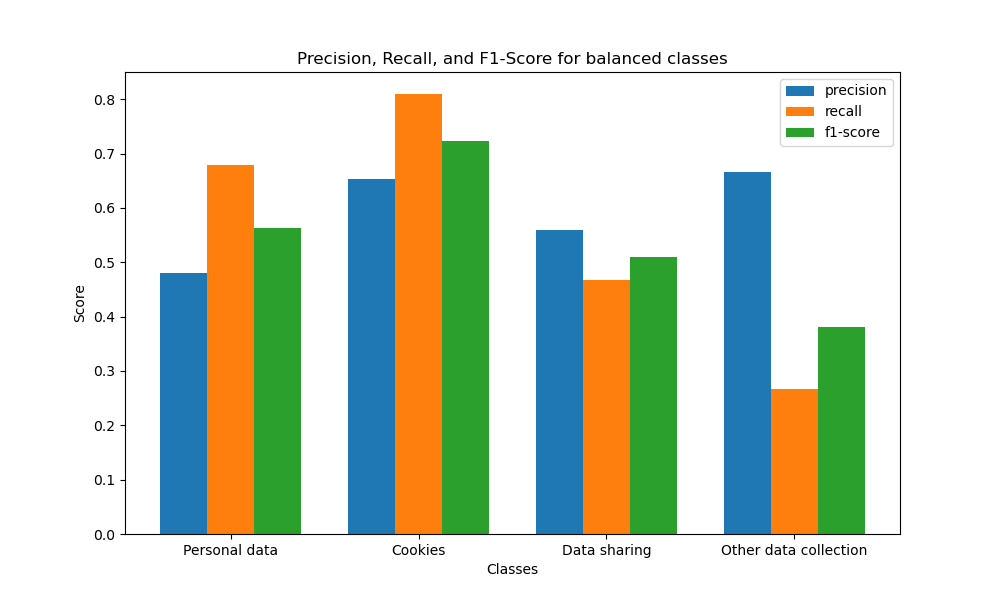 Precision, Recall, and F1-Score for balanced classes
precision
recall
f1-score
0.8
0.7
0.6
0.5
0.4
0.3
0.2
0.1
0.0
Score
Personal data
Cookies
Data sharing
Other data collection
Classes